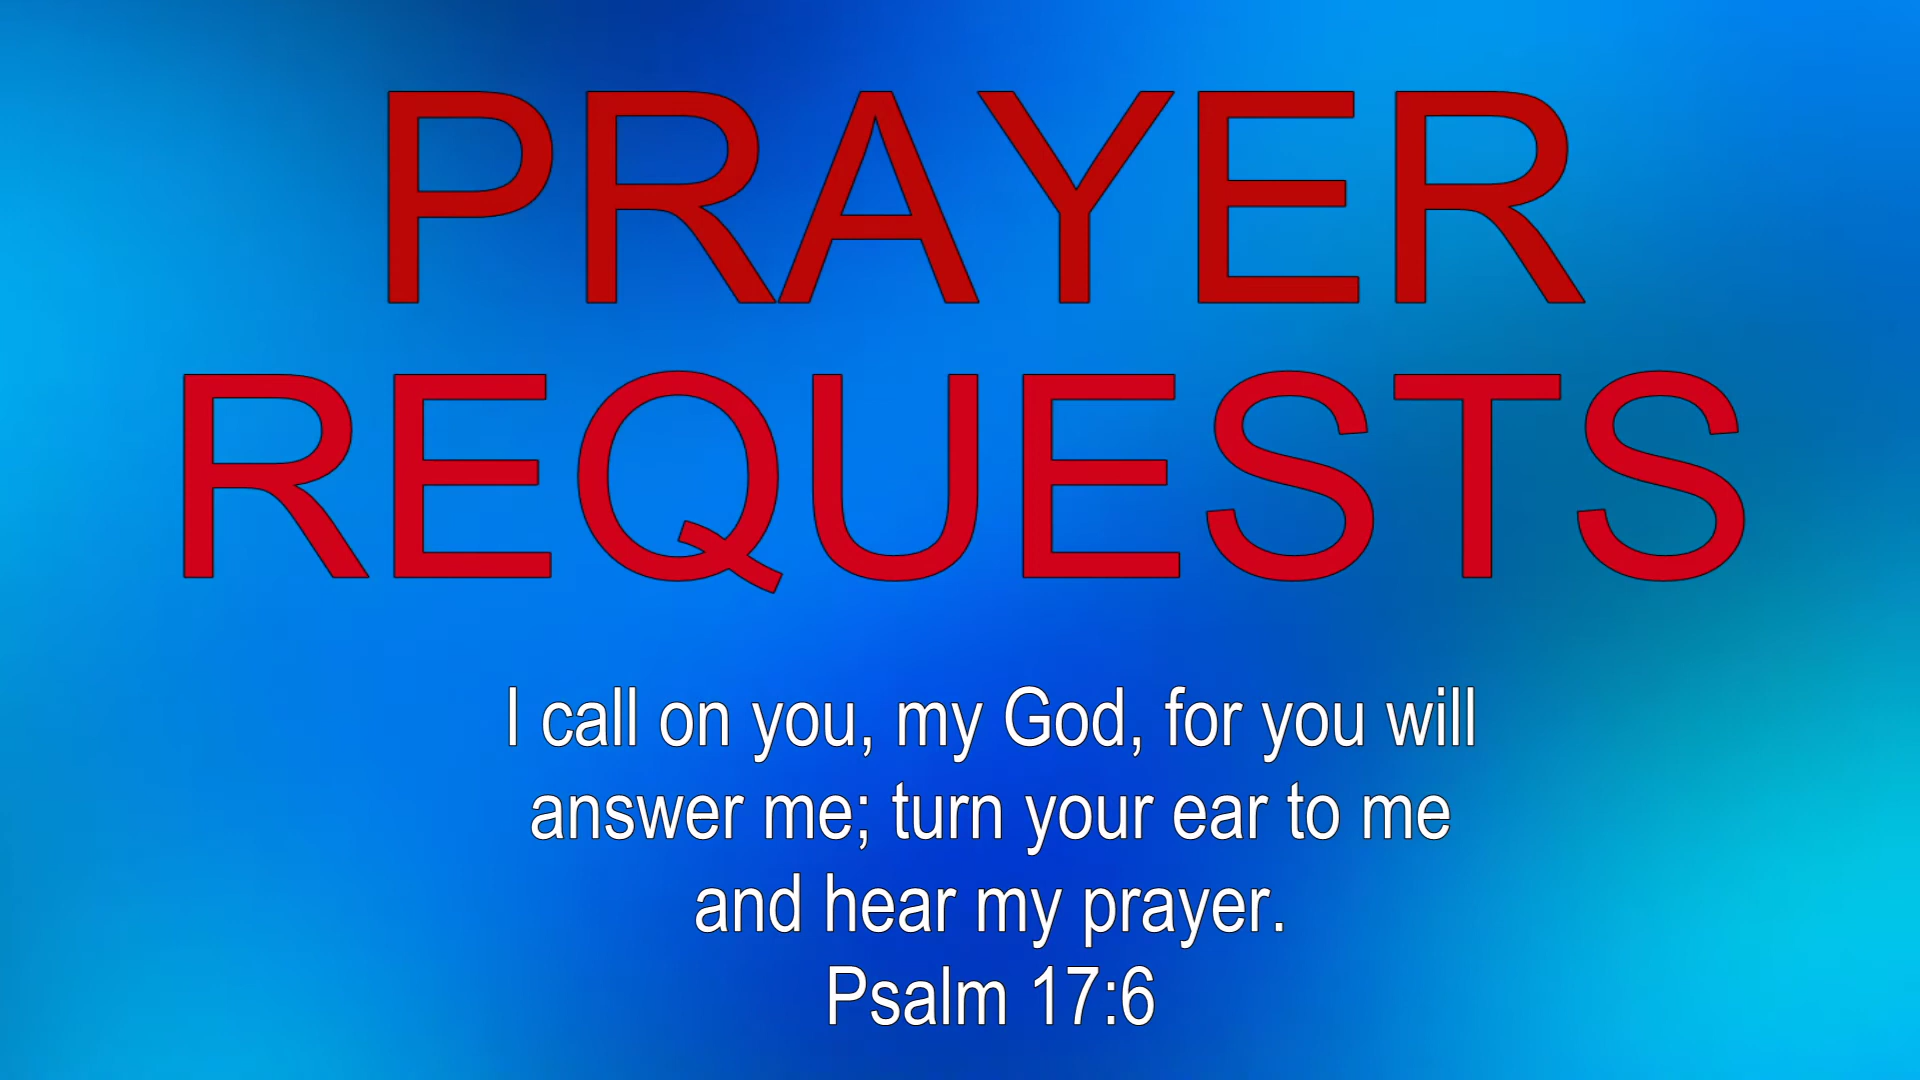 PRAYER
REQUESTS
I call on you, my God, for you will
answer me; turn your ear to me
and hear my prayer.
Psalm 17:6